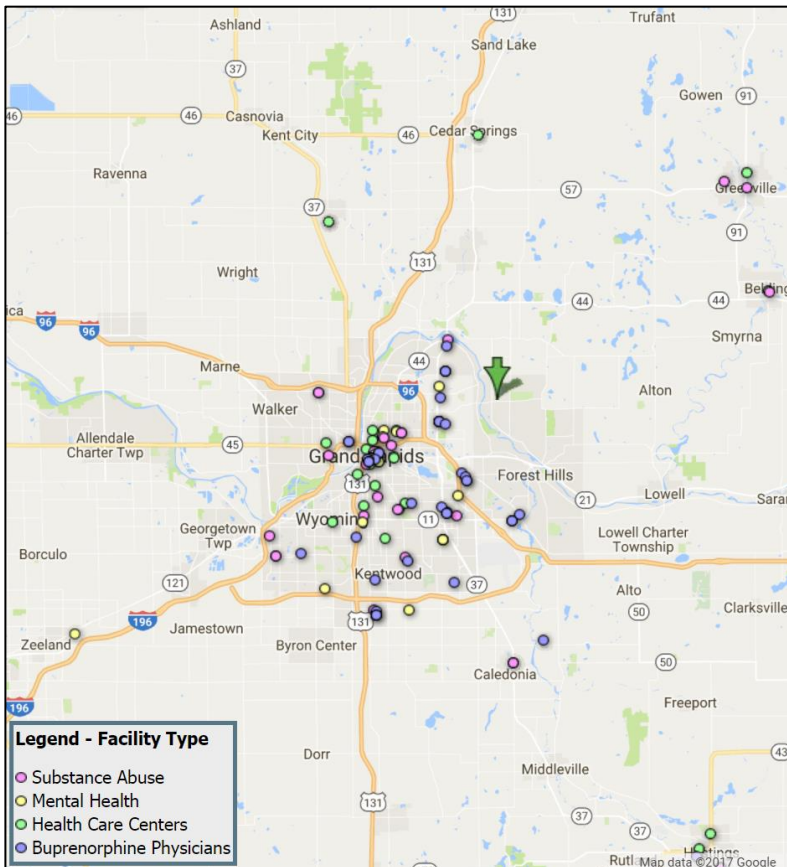 131
Trufant
Ashland
Sand Lake
37
91
Gowen
46
46
Casnovia
Kent City
46
Cedar Springs
Ravenna
57
Greenville
37
91
Wright
131
44
44
Belding
96
96
Smyrna
Marne
44
96
Alton
Walker
Allendale
Charter Twp
45
Grand Rapids
Forest Hills
131
21
Lowell
Saran
Wyoming
11
Georgetown
Twp
Lowell Charter
Township
Borculo
121
Kentwood
37
Alto
50
Clarksville
196
Jamestown
131
Zeeland
Byron Center
50
Caledonia
196
Freeport
Legend - Facility Type
Substance Abuse
Mental Health
Health Care Centers
Buprenorphine Physicians
Dorr
43
Middleville
131
37
37
Hastings
Map data ©2017 Google